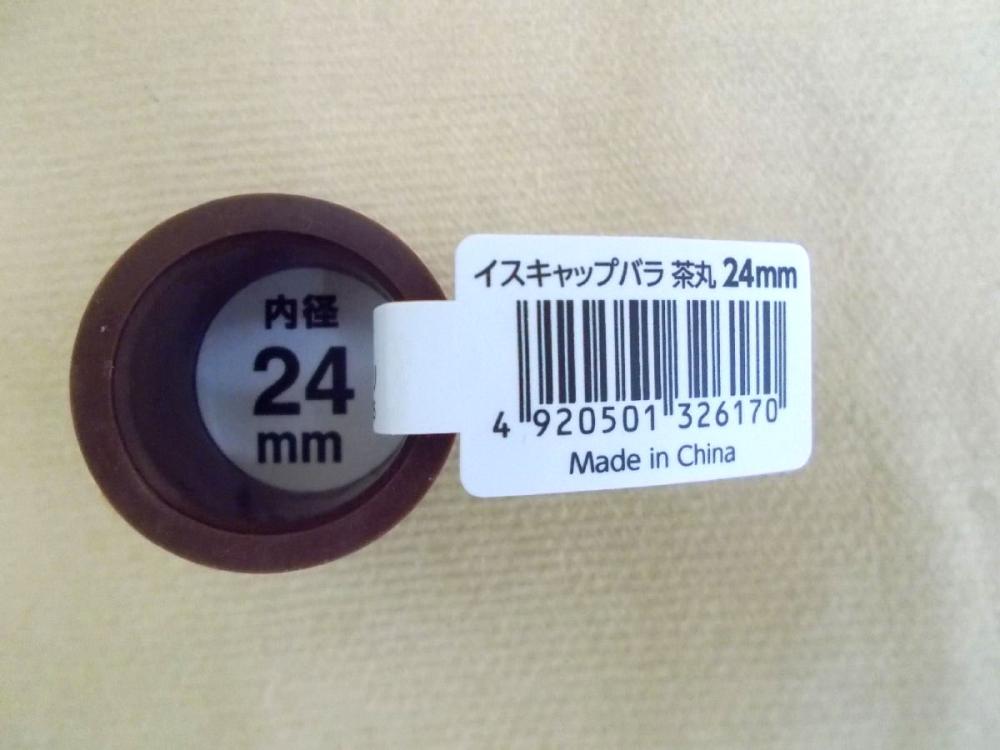 内径
24
mm
イスキャップバラ 茶丸 24mm
4 920501 326170
Made in China